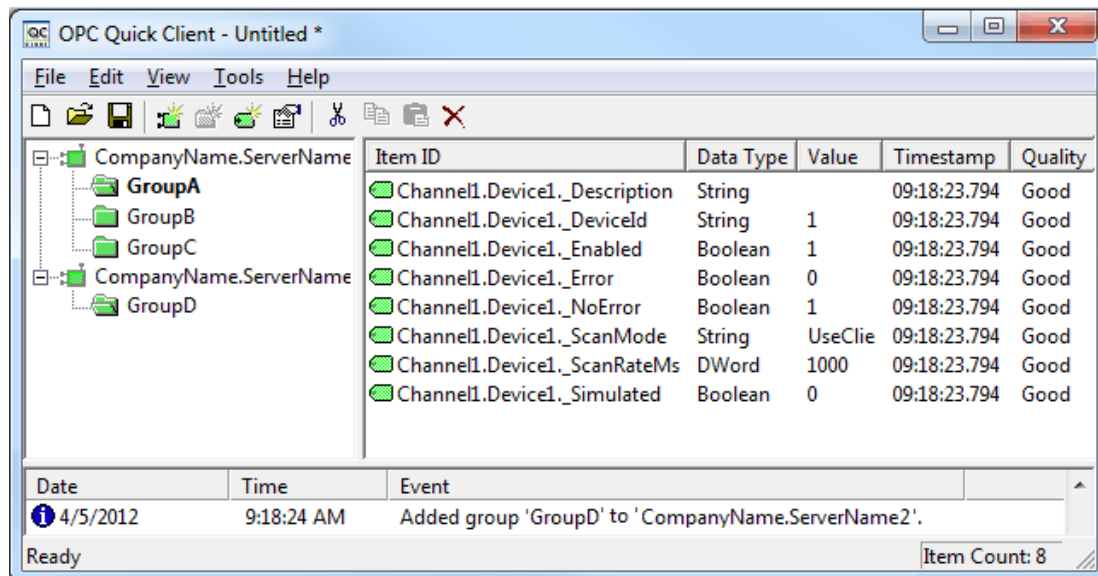 OPC Quick Client - Untitled *
File Edit View Tools Help
CompanyName.ServerName
GroupA
GroupB
GroupC
CompanyName.ServerName
GroupD
Item ID Data Type Value Timestamp Quality
Channel1.Device1._Description String 09:18:23.794 Good
Channel1.Device1._DeviceId String 1 09:18:23.794 Good
Channel1.Device1._Enabled Boolean 1 09:18:23.794 Good
Channel1.Device1._Error Boolean 0 09:18:23.794 Good
Channel1.Device1._NoError Boolean 1 09:18:23.794 Good
Channel1.Device1._ScanMode String UseClie 09:18:23.794 Good
Channel1.Device1._ScanRateMs DWord 1000 09:18:23.794 Good
Channel1.Device1._Simulated Boolean 0 09:18:23.794 Good
Date Time Event
4/5/2012 9:18:24 AM Added group 'GroupD' to 'CompanyName.ServerName2'.
Ready Item Count: 8